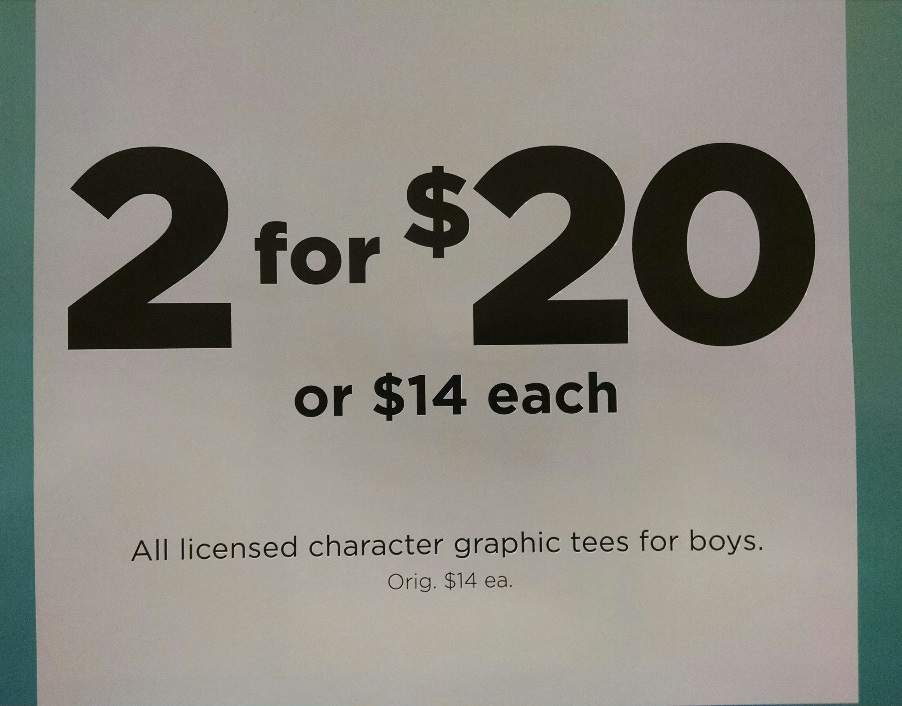 2 for $20
or $14 each
All licensed character graphic tees for boys.
Orig. $14 ea.